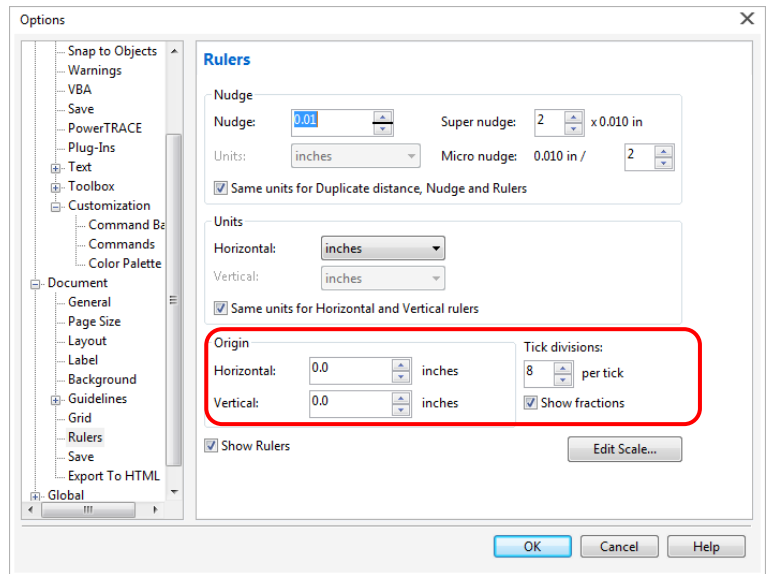 Options
Snap to Objects
Warnings
VBA
Save
PowerTRACE
Plug-Ins
Text
Toolbox
Customization
Command Ba
Commands
Color Palette
Document
General
Page Size
Layout
Label
Background
Guidelines
Grid
Rulers
Save
Export To HTML
Global
Rulers
Nudge
Nudge: 0.01 Super nudge: 2 x 0.010 in
Units: inches Micro nudge: 0.010 in / 2
Same units for Duplicate distance, Nudge and Rulers
Units
Horizontal: inches
Vertical: inches
Same units for Horizontal and Vertical rulers
Origin
Horizontal: 0.0 inches
Vertical: 0.0 inches
Tick divisions:
8 per tick
Show fractions
Show Rulers
Edit Scale...
OK Cancel Help